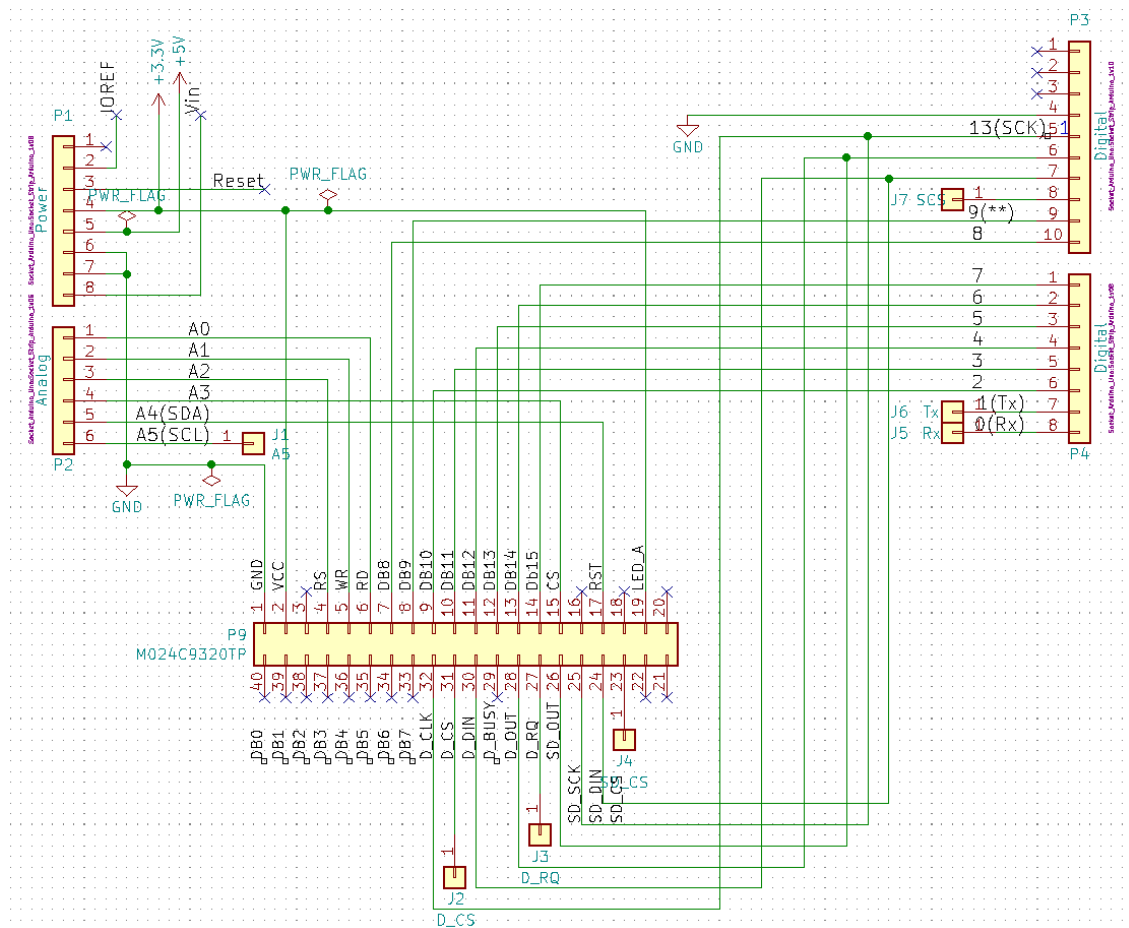 P3
+3.3V
+5V
IOREF
Vin
P1
1
2
3
4
5
6
7
8
Power
Socket_Strip_Arduino_1x08
Reset
PWR_FLAG
PWR_FLAG
GND
13(SCK)
1
1
2
3
4
5
6
7
8
9
10
Digital
J7 SCS 1
9(**)
8
7
6
5
4
3
2
1(Tx)
0(Rx)
J6 Tx 1
J5 Rx
1
2
3
4
5
6
7
8
Digital
P4
1
2
3
4
5
6
Analog
P2
A0
A1
A2
A3
A4(SDA)
A5(SCL)
1
J1
A5
GND
PWR_FLAG
GND
VCC
RS
WR
RD
DB8
DB9
DB10
DB11
DB12
DB13
DB14
Db15
CS
RST
LED_A
1 2 3 4 5 6 7 8 9 10 11 12 13 14 15 16 17 18 19 20
P9
M024C9320TP
40 39 38 37 36 35 34 33 32 31 30 29 28 27 26 25 24 23 22 21
DB0
DB1
DB2
DB3
DB4
DB5
DB6
DB7
D_CLK
D_CS
D_DIN
D_BUSY
D_OUT
D_RQ
SD_OUT
SD_SCK
SD_DIN
SD_CS
1
J4
SD_CS
1
J3
D_RQ
1
J2
D_CS